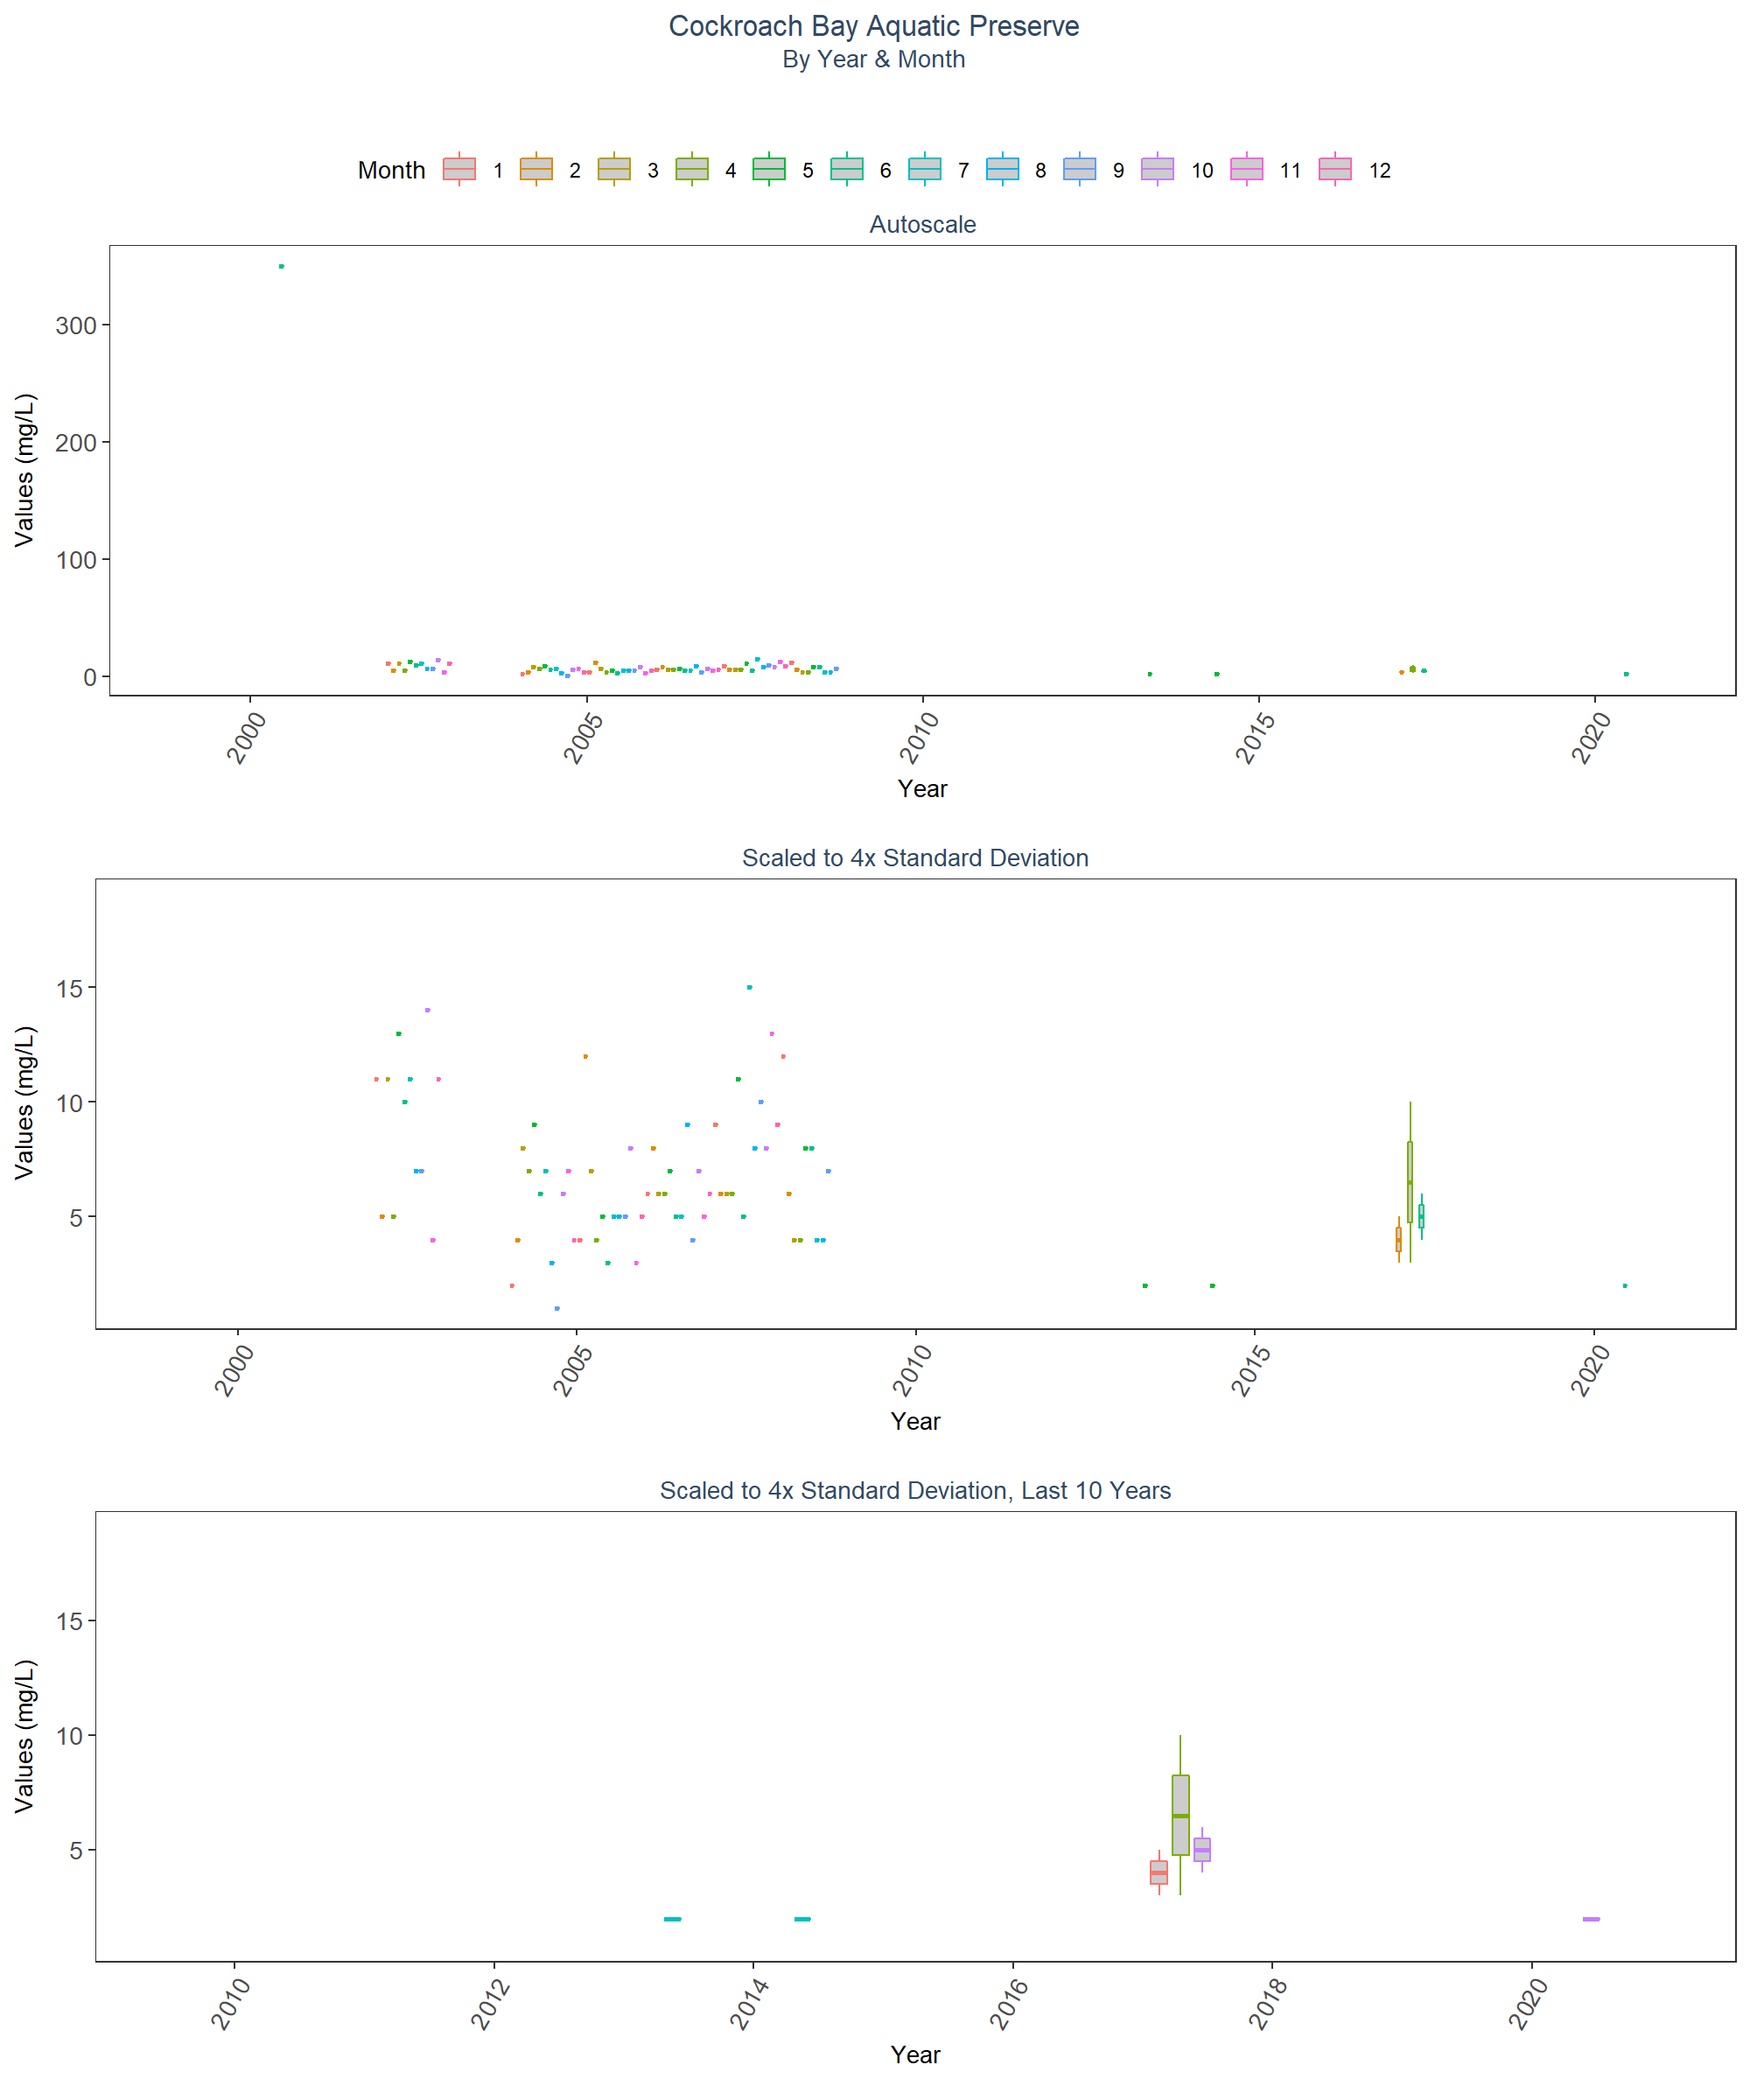 Cockroach Bay Aquatic Preserve
By Year & Month
Month 1 2 3 4 5 6 7 8 9 10 11 12
Autoscale
Values (mg/L)
300
200
100
0
2000 2005 2010 2015 2020
Year
Scaled to 4x Standard Deviation
Values (mg/L)
15
10
5
2000 2005 2010 2015 2020
Year
Scaled to 4x Standard Deviation, Last 10 Years
Values (mg/L)
15
10
5
2010 2012 2014 2016 2018 2020
Year